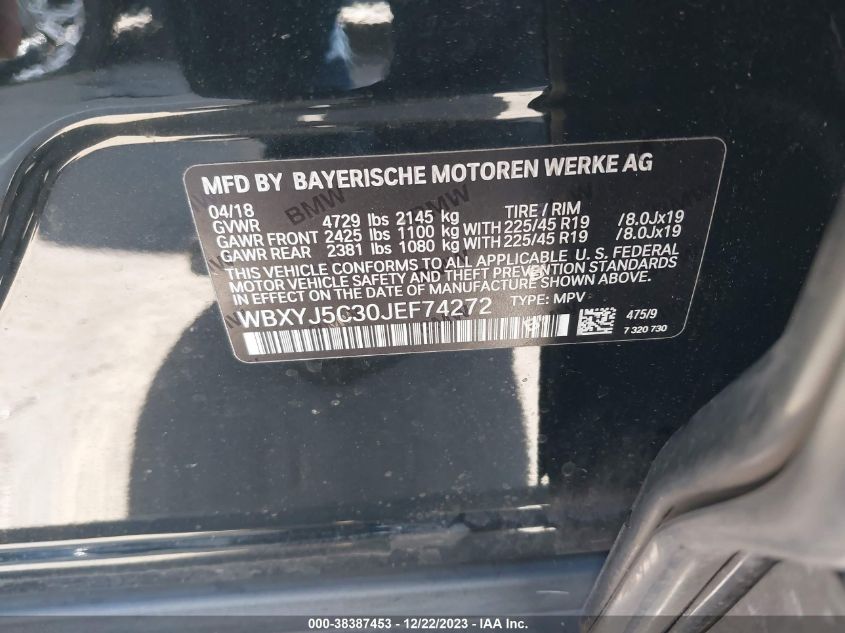 MFD BY BAYERISCHE MOTOREN WERKE AG
04/18 TIRE / RIM
GVWR 4729 lbs 2145 kg
GAWR FRONT 2425 lbs 1100 kg WITH 225/45 R19 /8.0Jx19
GAWR REAR 2381 lbs 1080 kg WITH 225/45 R19 /8.0Jx19
THIS VEHICLE CONFORMS TO ALL APPLICABLE U. S. FEDERAL
MOTOR VEHICLE SAFETY AND THEFT PREVENTION STANDARDS
IN EFFECT ON THE DATE OF MANUFACTURE SHOWN ABOVE.
WBXYJ5C30JEF74272 TYPE: MPV
475/9
7 320 730
BMW
BMW
000-38387453 - 12/22/2023 - IAA Inc.